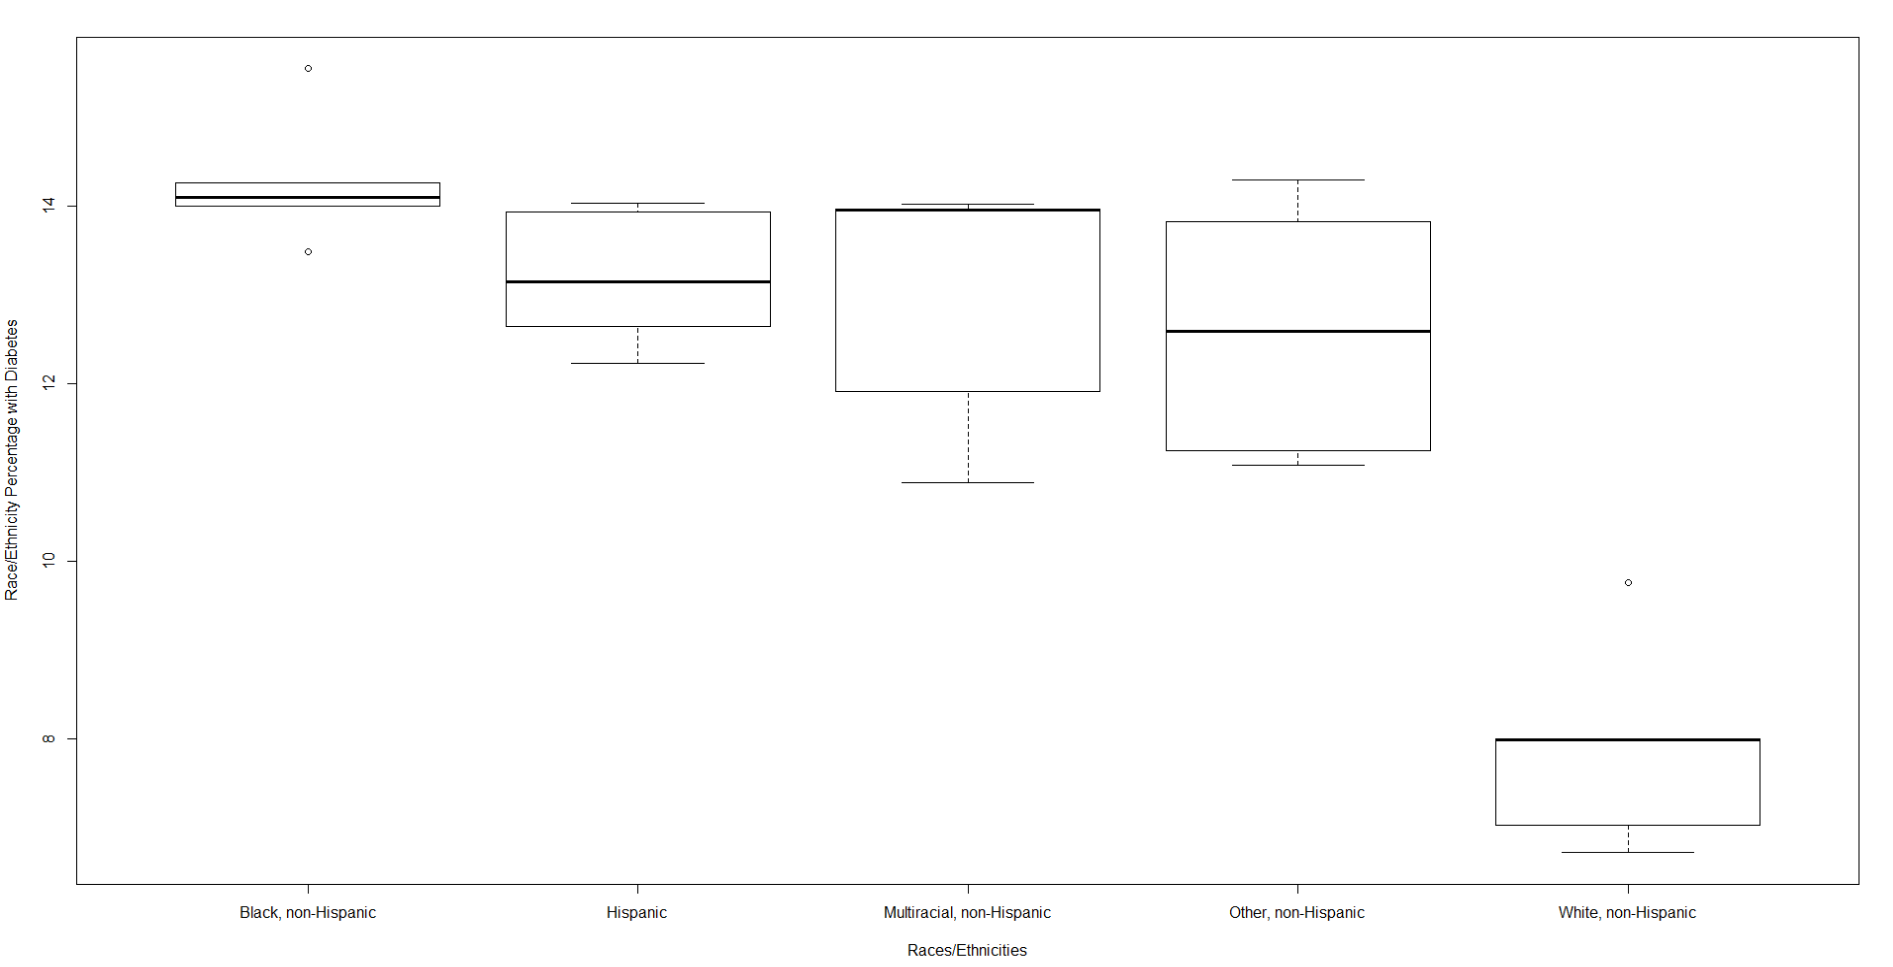 Race/Ethnicity Percentage with Diabetes
14
12
10
8
Black, non-Hispanic
Hispanic
Multiracial, non-Hispanic
Other, non-Hispanic
White, non-Hispanic
Races/Ethnicities